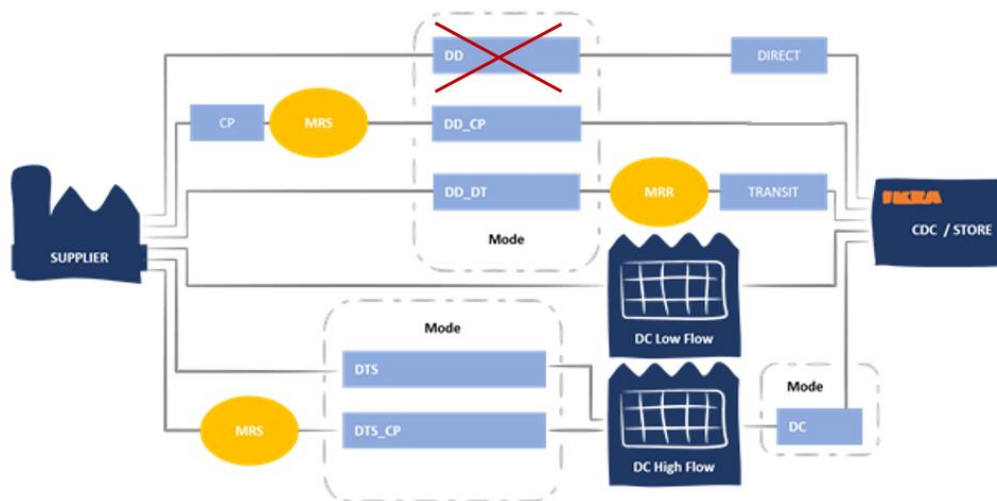 DD
DIRECT
CP
MRS
DD_CP
DD_DT
MRR
TRANSIT
IKEA
CDC / STORE
SUPPLIER
Mode
DC Low Flow
Mode
DTS
Mode
MRS
DTS_CP
DC
DC High Flow